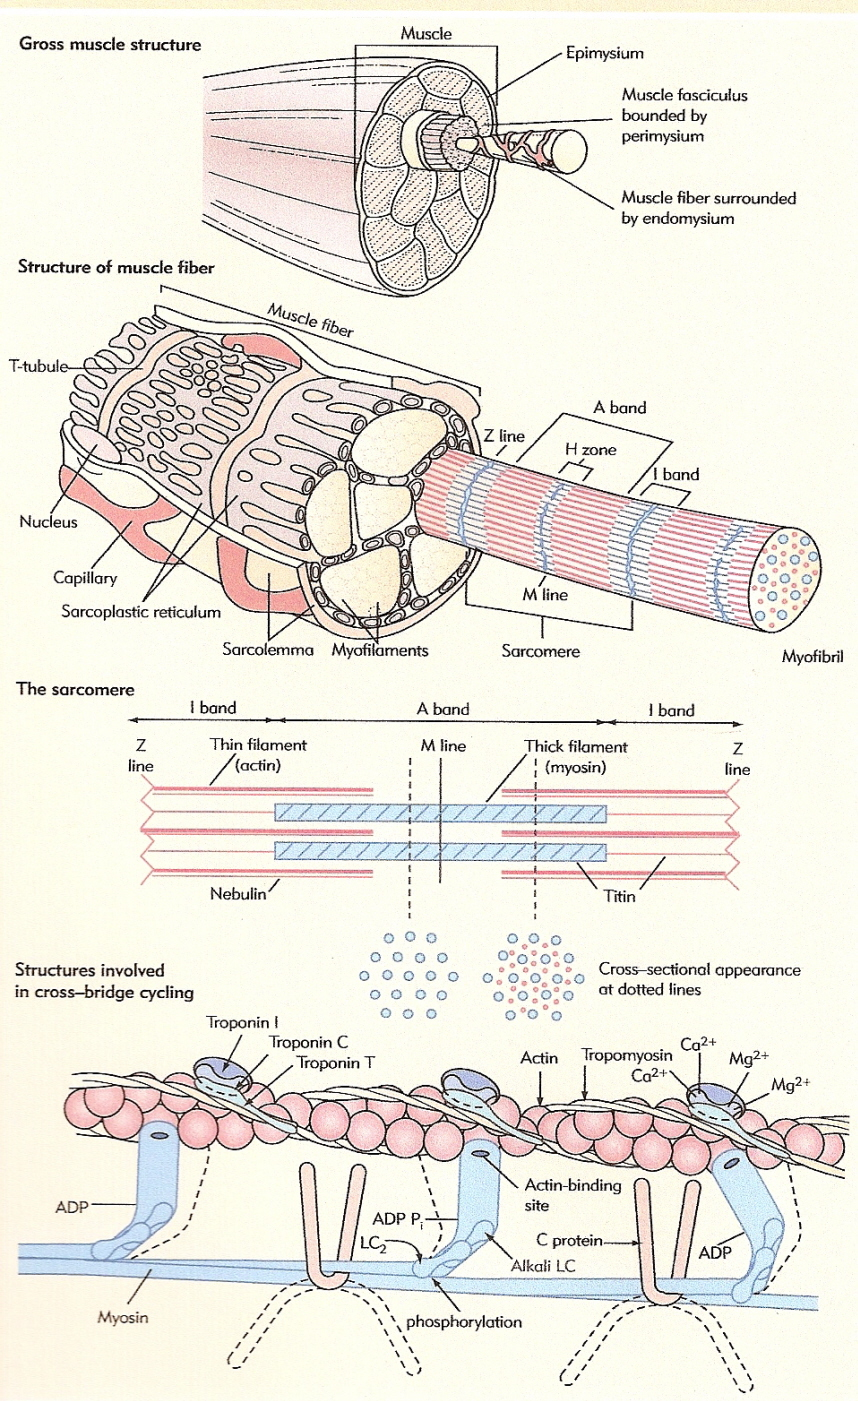 Gross muscle structure
Muscle
Epimysium
Muscle fasciculus
bounded by
perimysium
Muscle fiber surrounded
by endomysium
Structure of muscle fiber
Muscle fiber
T-tubule
A band
Z line
H zone
I band
Nucleus
Capillary
Sarcoplastic reticulum
M line
Sarcolemma
Myofilaments
Sarcomere
Myofibril
The sarcomere
I band
A band
I band
Z
line
Thin filament
(actin)
M line
Thick filament
(myosin)
Z
line
Nebulin
Titin
Structures involved
in cross–bridge cycling
Cross–sectional appearance
at dotted lines
Troponin I
Troponin C
Troponin T
Actin
Tropomyosin
Ca2+
Ca2+
Mg2+
Mg2+
ADP
ADP Pi
LC2
Actin-binding
site
C protein
ADP
Alkali LC
Myosin
phosphorylation